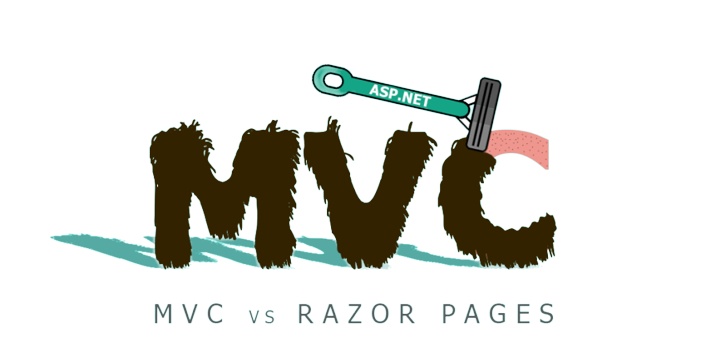 ASP.NET
MVC
MVC vs RAZOR PAGES